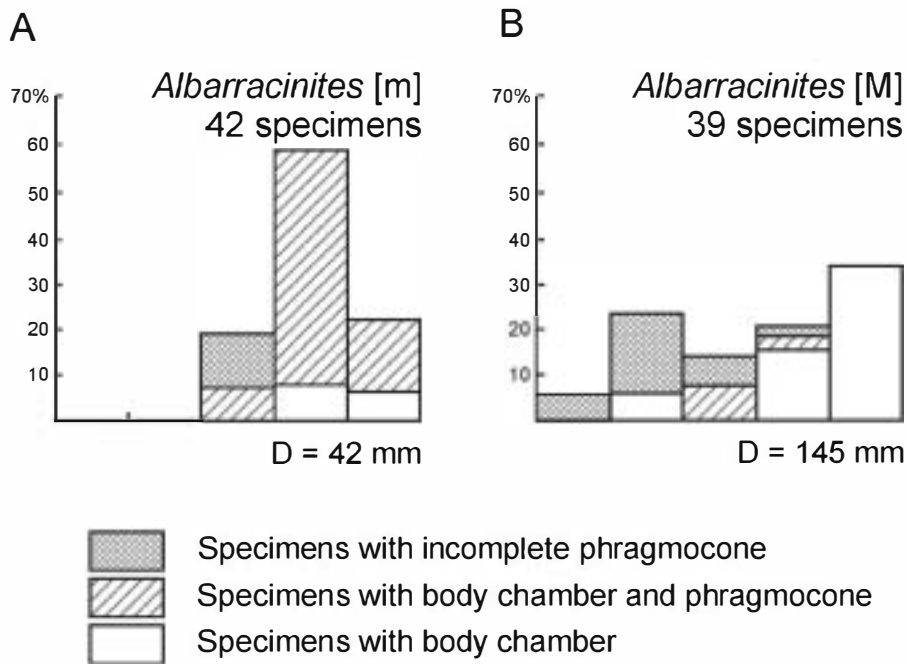 A
Albarracinites [m]
42 specimens
70%
60
50
40
30
20
10
D = 42 mm
B
Albarracinites [M]
39 specimens
70%
60
50
40
30
20
10
D = 145 mm
Specimens with incomplete phragmocone
Specimens with body chamber and phragmocone
Specimens with body chamber